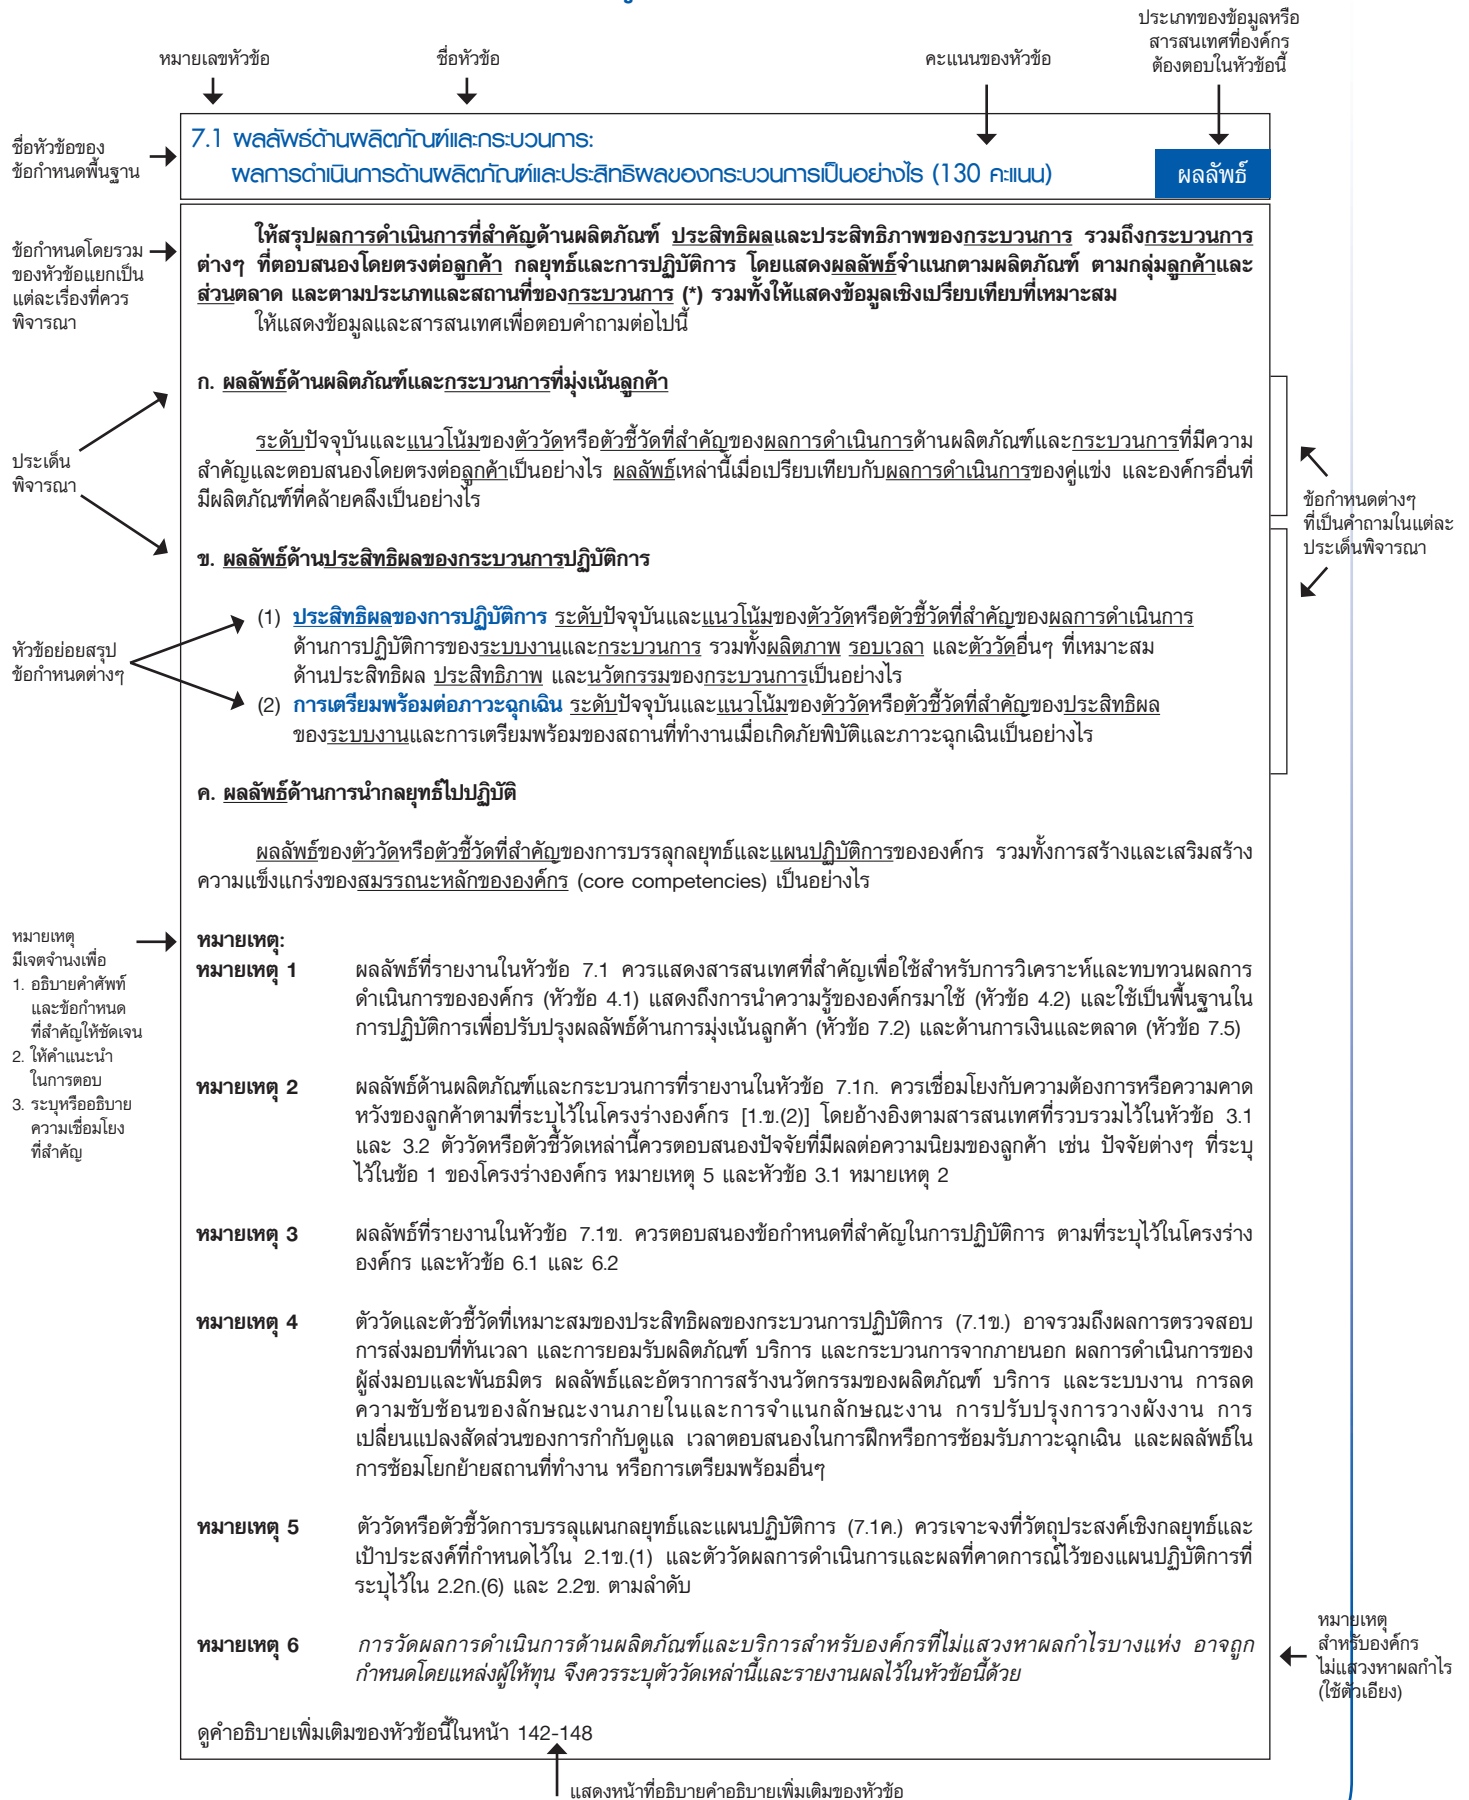 ประเภทของข้อมูลหรือ
สารสนเทศที่องค์กร
ต้องตอบในหัวข้อนี้
หมายเลขหัวข้อ
ชื่อหัวข้อ
คะแนนของหัวข้อ
ชื่อหัวข้อของ
ข้อกำหนดพื้นฐาน
7.1 ผลลัพธ์ด้านผลิตภัณฑ์และกระบวนการ:
ผลการดำเนินการด้านผลิตภัณฑ์และประสิทธิผลของกระบวนการเป็นอย่างไร (130 คะแนน)
ผลลัพธ์
ข้อกำหนดโดยรวม
ของหัวข้อแยกเป็น
แต่ละเรื่องที่ควร
พิจารณา
ให้สรุปผลการดำเนินการที่สำคัญด้านผลิตภัณฑ์ ประสิทธิผลและประสิทธิภาพของกระบวนการ รวมถึงกระบวนการ
ต่างๆ ที่ตอบสนองโดยตรงต่อลูกค้า กลยุทธ์และการปฏิบัติการ โดยแสดงผลลัพธ์จำแนกตามผลิตภัณฑ์ ตามกลุ่มลูกค้าและ
ส่วนตลาด และตามประเภทและสถานที่ของกระบวนการ (*) รวมทั้งให้แสดงข้อมูลเชิงเปรียบเทียบที่เหมาะสม
ให้แสดงข้อมูลและสารสนเทศเพื่อตอบคำถามต่อไปนี้
ก. ผลลัพธ์ด้านผลิตภัณฑ์และกระบวนการที่มุ่งเน้นลูกค้า
ประเด็น
พิจารณา
ระดับปัจจุบันและแนวโน้มของตัววัดหรือตัวชี้วัดที่สำคัญของผลการดำเนินการด้านผลิตภัณฑ์และกระบวนการที่มีความ
สำคัญและตอบสนองโดยตรงต่อลูกค้าเป็นอย่างไร ผลลัพธ์เหล่านี้เมื่อเปรียบเทียบกับผลการดำเนินการของคู่แข่ง และองค์กรอื่นที่
มีผลิตภัณฑ์ที่คล้ายคลึงเป็นอย่างไร
ข้อกำหนดต่างๆ
ที่เป็นคำถามในแต่ละ
ประเด็นพิจารณา
ข. ผลลัพธ์ด้านประสิทธิผลของกระบวนการปฏิบัติการ
หัวข้อย่อยสรุป
ข้อกำหนดต่างๆ
(1) ประสิทธิผลของการปฏิบัติการ ระดับปัจจุบันและแนวโน้มของตัววัดหรือตัวชี้วัดที่สำคัญของผลการดำเนินการ
ด้านการปฏิบัติการของระบบงานและกระบวนการ รวมทั้งผลิตภาพ รอบเวลา และตัววัดอื่นๆ ที่เหมาะสม
ด้านประสิทธิผล ประสิทธิภาพ และนวัตกรรมของกระบวนการเป็นอย่างไร
(2) การเตรียมพร้อมต่อภาวะฉุกเฉิน ระดับปัจจุบันและแนวโน้มของตัววัดหรือตัวชี้วัดที่สำคัญของประสิทธิผล
ของระบบงานและการเตรียมพร้อมของสถานที่ทำงานเมื่อเกิดภัยพิบัติและภาวะฉุกเฉินเป็นอย่างไร
ค. ผลลัพธ์ด้านการนำกลยุทธ์ไปปฏิบัติ
ผลลัพธ์ของตัววัดหรือตัวชี้วัดที่สำคัญของการบรรลุกลยุทธ์และแผนปฏิบัติการขององค์กร รวมทั้งการสร้างและเสริมสร้าง
ความแข็งแกร่งของสมรรถนะหลักขององค์กร (core competencies) เป็นอย่างไร
หมายเหตุ
มีเจตจำนงเพื่อ
1. อธิบายคำศัพท์
และข้อกำหนด
ที่สำคัญให้ชัดเจน
2. ให้คำแนะนำ
ในการตอบ
3. ระบุหรืออธิบาย
ความเชื่อมโยง
ที่สำคัญ
หมายเหตุ:
หมายเหตุ 1 ผลลัพธ์ที่รายงานในหัวข้อ 7.1 ควรแสดงสารสนเทศที่สำคัญเพื่อใช้สำหรับการวิเคราะห์และทบทวนผลการ
ดำเนินการขององค์กร (หัวข้อ 4.1) แสดงถึงการนำความรู้ขององค์กรมาใช้ (หัวข้อ 4.2) และใช้เป็นพื้นฐานใน
การปฏิบัติการเพื่อปรับปรุงผลลัพธ์ด้านการมุ่งเน้นลูกค้า (หัวข้อ 7.2) และด้านการเงินและตลาด (หัวข้อ 7.5)
หมายเหตุ 2 ผลลัพธ์ด้านผลิตภัณฑ์และกระบวนการที่รายงานในหัวข้อ 7.1ก. ควรเชื่อมโยงกับความต้องการหรือความคาด
หวังของลูกค้าตามที่ระบุไว้ในโครงร่างองค์กร [1.ข.(2)] โดยอ้างอิงตามสารสนเทศที่รวบรวมไว้ในหัวข้อ 3.1
และ 3.2 ตัววัดหรือตัวชี้วัดเหล่านี้ควรตอบสนองปัจจัยที่มีผลต่อความนิยมของลูกค้า เช่น ปัจจัยต่างๆ ที่ระบุ
ไว้ในข้อ 1 ของโครงร่างองค์กร หมายเหตุ 5 และหัวข้อ 3.1 หมายเหตุ 2
หมายเหตุ 3 ผลลัพธ์ที่รายงานในหัวข้อ 7.1ข. ควรตอบสนองข้อกำหนดที่สำคัญในการปฏิบัติการ ตามที่ระบุไว้ในโครงร่าง
องค์กร และหัวข้อ 6.1 และ 6.2
หมายเหตุ 4 ตัววัดและตัวชี้วัดที่เหมาะสมของประสิทธิผลของกระบวนการปฏิบัติการ (7.1ข.) อาจรวมถึงผลการตรวจสอบ
การส่งมอบที่ทันเวลา และการยอมรับผลิตภัณฑ์ บริการ และกระบวนการจากภายนอก ผลการดำเนินการของ
ผู้ส่งมอบและพันธมิตร ผลลัพธ์และอัตราการสร้างนวัตกรรมของผลิตภัณฑ์ บริการ และระบบงาน การลด
ความซับซ้อนของลักษณะงานภายในและการจำแนกลักษณะงาน การปรับปรุงการวางผังงาน การ
เปลี่ยนแปลงสัดส่วนของการกำกับดูแล เวลาตอบสนองในการฝึกหรือการซ้อมรับภาวะฉุกเฉิน และผลลัพธ์ใน
การซ้อมโยกย้ายสถานที่ทำงาน หรือการเตรียมพร้อมอื่นๆ
หมายเหตุ 5 ตัววัดหรือตัวชี้วัดการบรรลุแผนกลยุทธ์และแผนปฏิบัติการ (7.1ค.) ควรเจาะจงที่วัตถุประสงค์เชิงกลยุทธ์และ
เป้าประสงค์ที่กำหนดไว้ใน 2.1ข.(1) และตัววัดผลการดำเนินการและผลที่คาดการณ์ไว้ของแผนปฏิบัติการที่
ระบุไว้ใน 2.2ก.(6) และ 2.2ข. ตามลำดับ
หมายเหตุ 6 การวัดผลการดำเนินการด้านผลิตภัณฑ์และบริการสำหรับองค์กรที่ไม่แสวงหาผลกำไรบางแห่ง อาจถูก
กำหนดโดยแหล่งผู้ให้ทุน จึงควรระบุตัววัดเหล่านี้และรายงานผลไว้ในหัวข้อนี้ด้วย
หมายเหตุ
สำหรับองค์กร
ไม่แสวงหาผลกำไร
(ใช้ตัวเอียง)
ดูคำอธิบายเพิ่มเติมของหัวข้อนี้ในหน้า 142-148
แสดงหน้าที่อธิบายคำอธิบายเพิ่มเติมของหัวข้อ